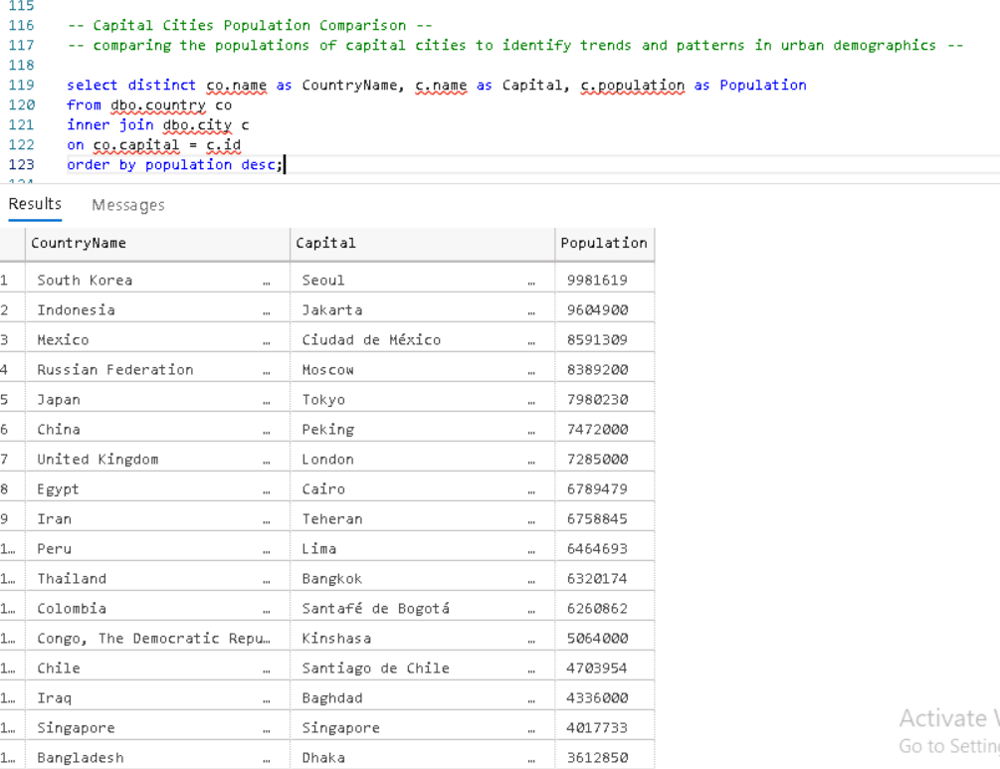 115
116 -- Capital Cities Population Comparison --
117 -- comparing the populations of capital cities to identify trends and patterns in urban demographics --
118
119 select distinct co.name as CountryName, c.name as Capital, c.population as Population
120 from dbo.country co
121 inner join dbo.city c
122 on co.capital = c.id
123 order by population desc;
Results Messages
CountryName Capital Population
1 South Korea … Seoul … 9981619
2 Indonesia … Jakarta … 9604900
3 Mexico … Ciudad de México … 8591309
4 Russian Federation … Moscow … 8389200
5 Japan … Tokyo … 7980230
6 China … Peking … 7472000
7 United Kingdom … London … 7285000
8 Egypt … Cairo … 6789479
9 Iran … Teheran … 6758845
1… Peru … Lima … 6464693
1… Thailand … Bangkok … 6320174
1… Colombia … Santafé de Bogotá … 6260862
1… Congo, The Democratic Repu… Kinshasa … 5064000
1… Chile … Santiago de Chile … 4703954
1… Iraq … Baghdad … 4336000
1… Singapore … Singapore … 4017733
1… Bangladesh … Dhaka … 3612850
Activate
Go to